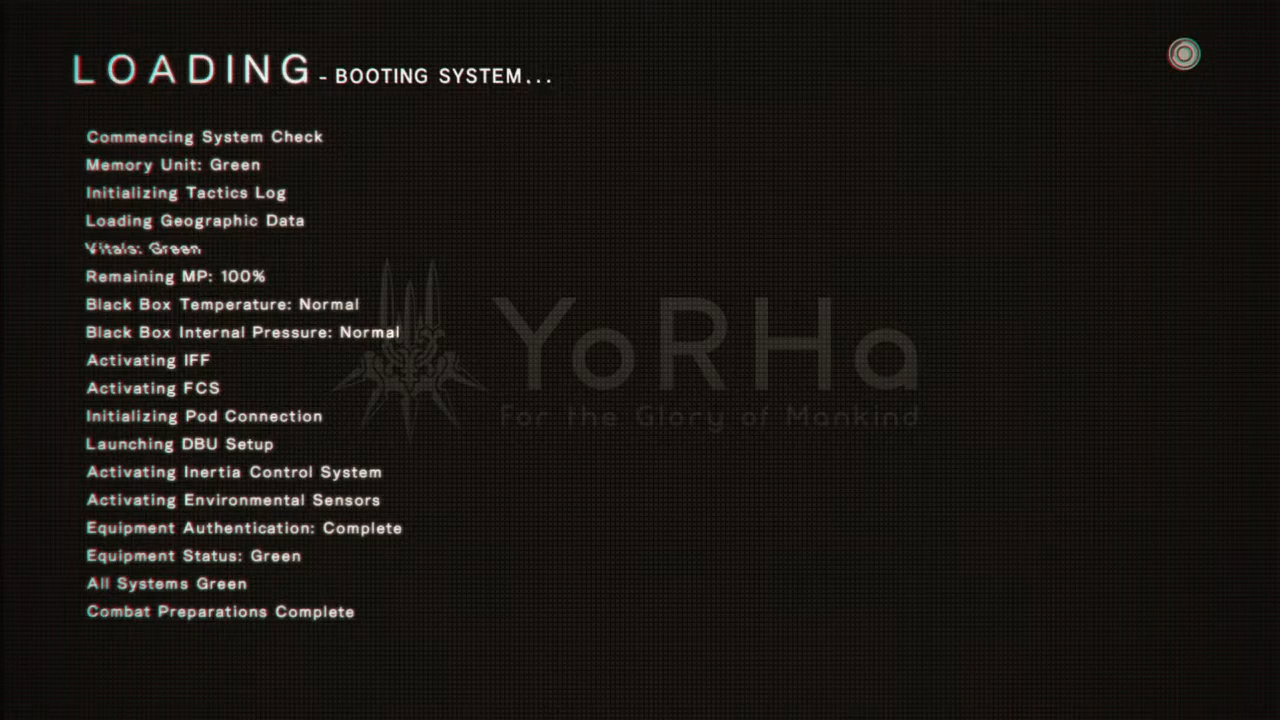 LOADING - BOOTING SYSTEM...
Commencing System Check
Memory Unit: Green
Initializing Tactics Log
Loading Geographic Data
Vitals: Green
Remaining MP: 100%
Black Box Temperature: Normal
Black Box Internal Pressure: Normal
Activating IFF
Activating FCS
Initializing Pod Connection
Launching DBU Setup
Activating Inertia Control System
Activating Environmental Sensors
Equipment Authentication: Complete
Equipment Status: Green
All Systems Green
Combat Preparations Complete
YoRHa
For the Glory of Mankind